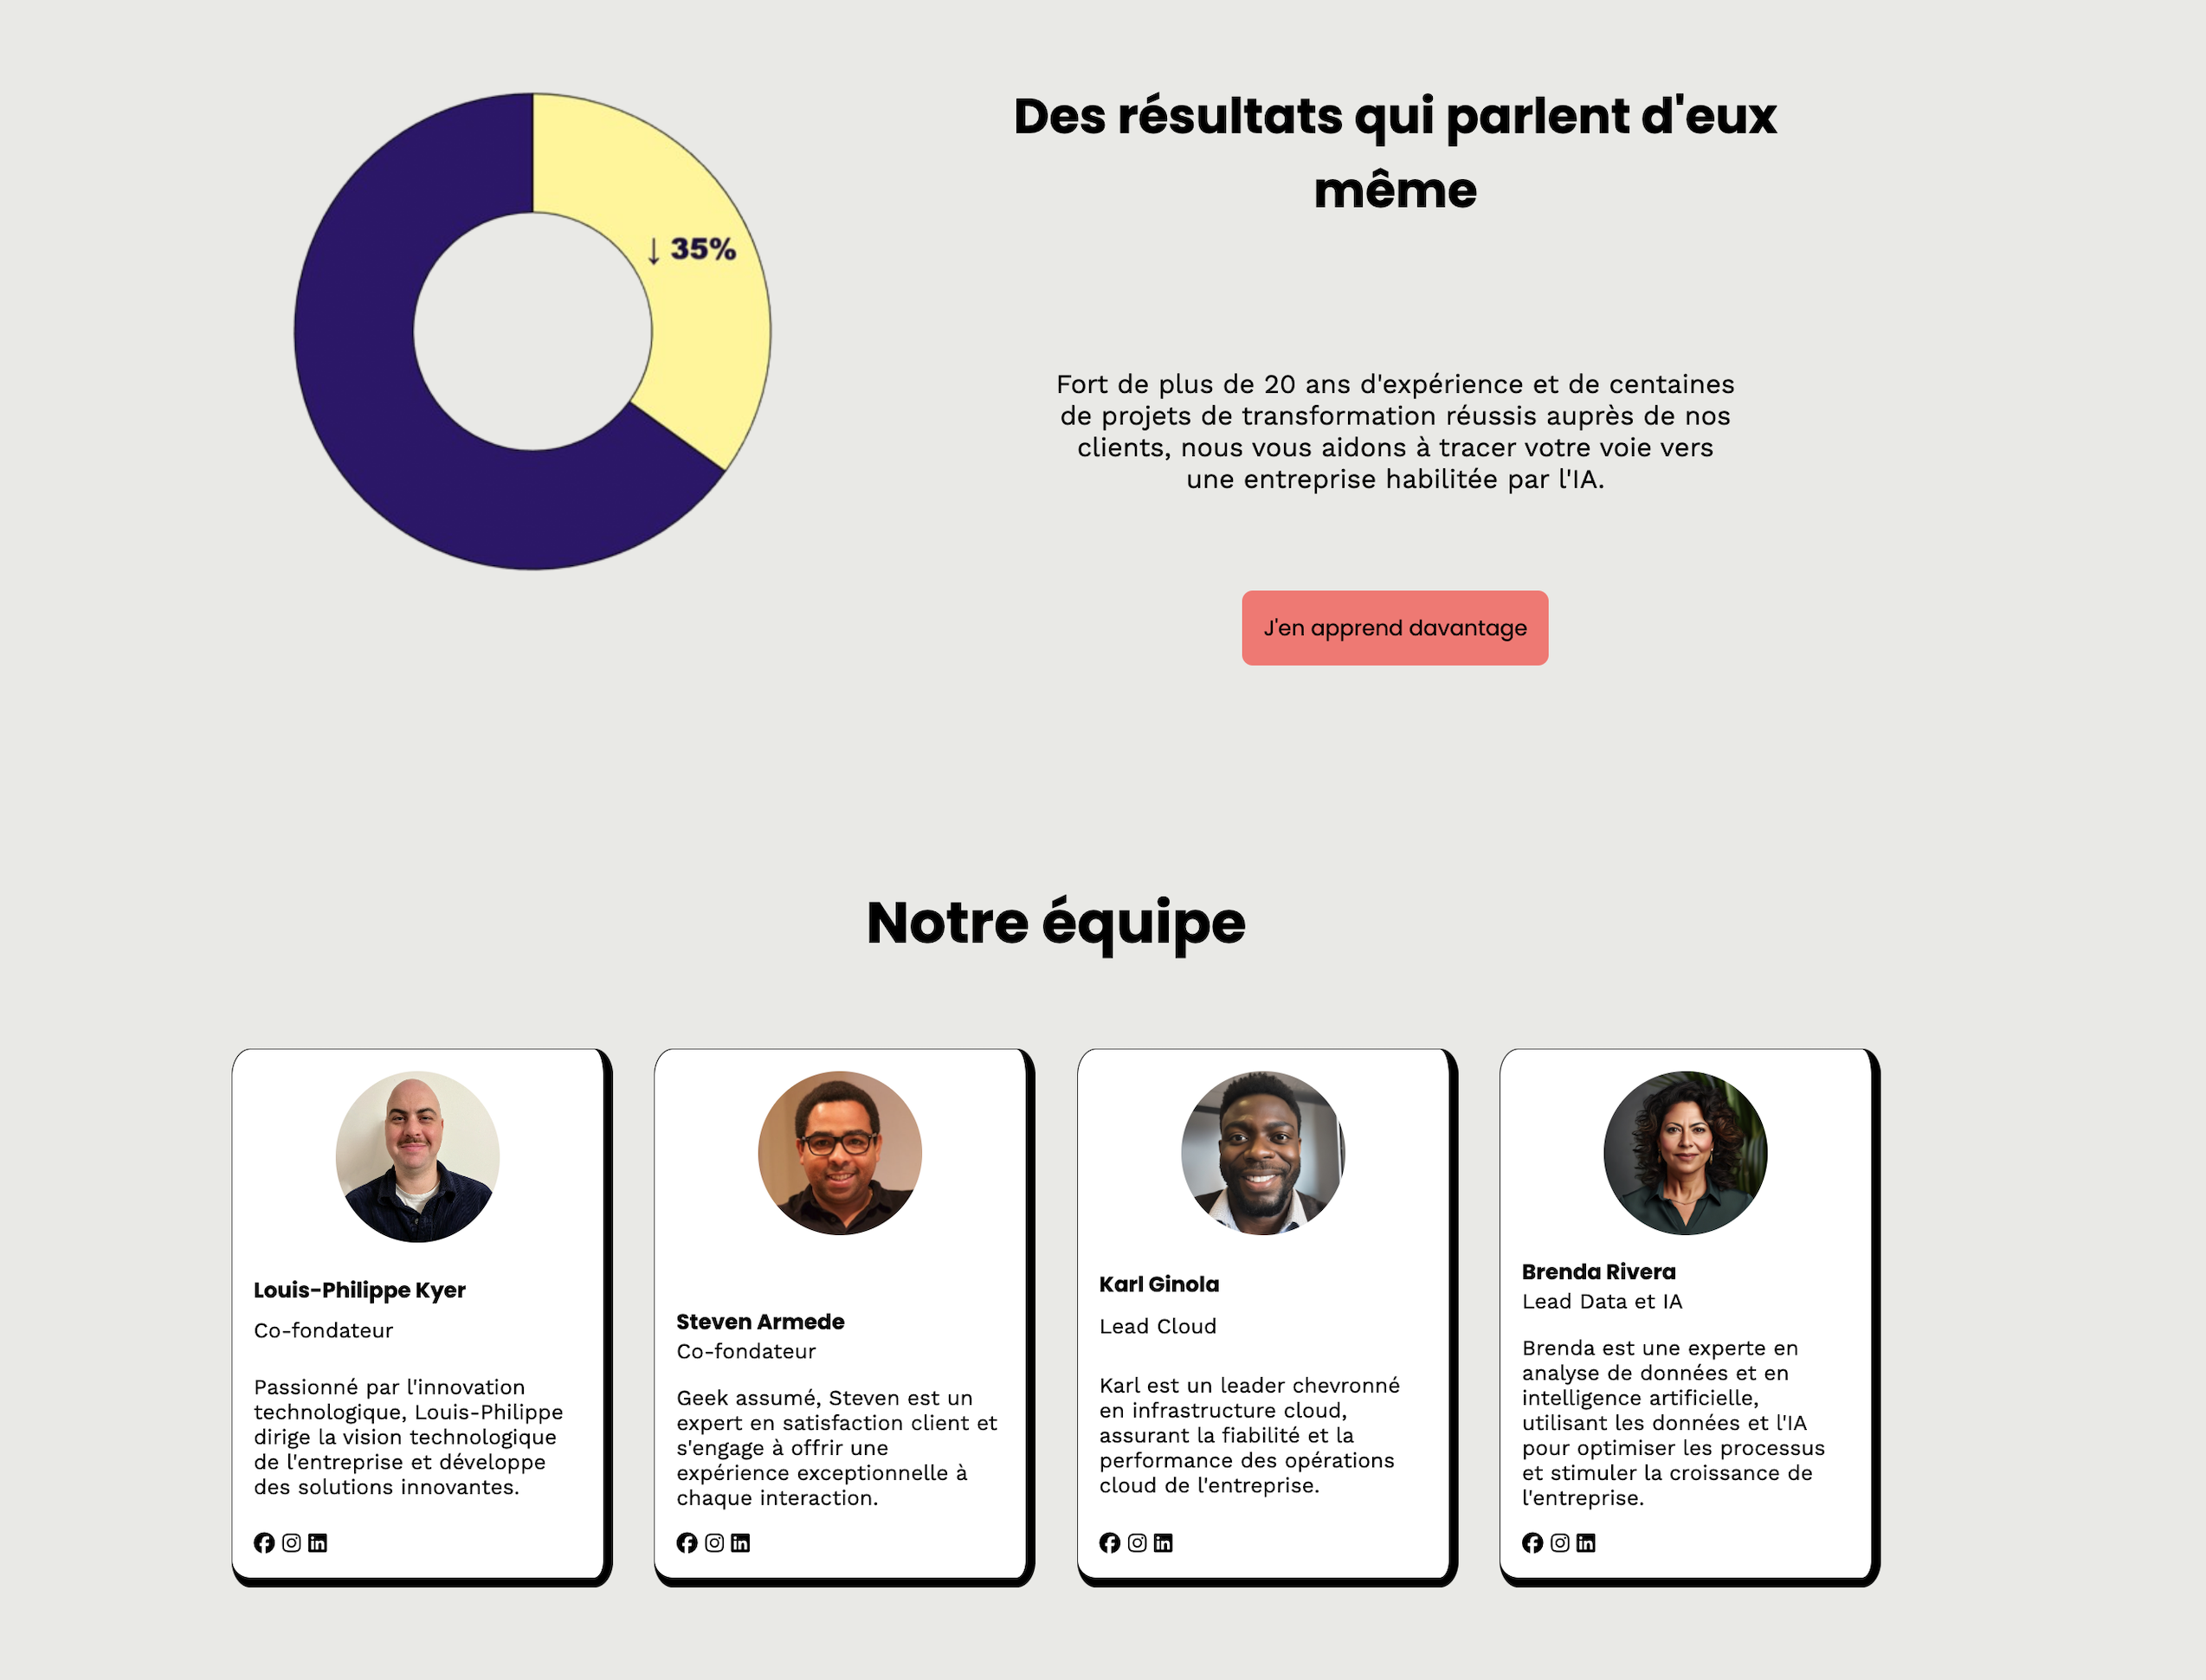 ↓ 35%
Des résultats qui parlent d'eux
même
Fort de plus de 20 ans d'expérience et de centaines
de projets de transformation réussis auprès de nos
clients, nous vous aidons à tracer votre voie vers
une entreprise habilitée par l'IA.
J'en apprend davantage
Notre équipe
Louis-Philippe Kyer
Co-fondateur
Passionné par l'innovation
technologique, Louis-Philippe
dirige la vision technologique
de l'entreprise et développe
des solutions innovantes.
Steven Armede
Co-fondateur
Geek assumé, Steven est un
expert en satisfaction client et
s'engage à offrir une
expérience exceptionnelle à
chaque interaction.
Karl Ginola
Lead Cloud
Karl est un leader chevronné
en infrastructure cloud,
assurant la fiabilité et la
performance des opérations
cloud de l'entreprise.
Brenda Rivera
Lead Data et IA
Brenda est une experte en
analyse de données et en
intelligence artificielle,
utilisant les données et l'IA
pour optimiser les processus
et stimuler la croissance de
l'entreprise.